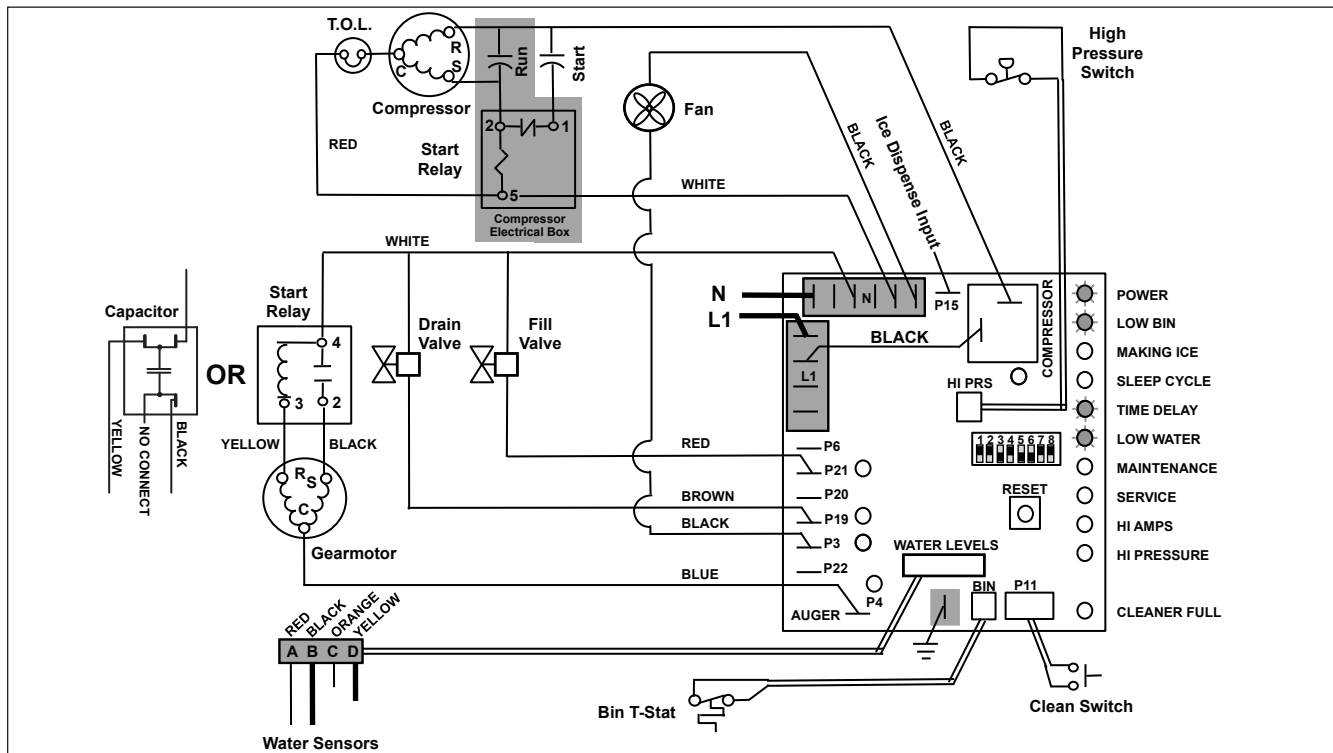 T.O.L.
R
S
C
Compressor
Run
Start
RED
2
1
Start
Relay
5
Compressor
Electrical Box
Fan
WHITE
BLACK
Ice Dispense Input
BLACK
High
Pressure
Switch
WHITE
Capacitor
YELLOW
NO CONNECT
BLACK
OR
Start
Relay
4
3
2
YELLOW
BLACK
R
S
C
Gearmotor
Drain
Valve
Fill
Valve
N
L1
N
P15
L1
BLACK
COMPRESSOR
HI PRS
1 2 3 4 5 6 7 8
RESET
RED
BROWN
BLACK
BLUE
P6
P21
P20
P19
P3
P22
P4
AUGER
WATER LEVELS
BIN
P11
POWER
LOW BIN
MAKING ICE
SLEEP CYCLE
TIME DELAY
LOW WATER
MAINTENANCE
SERVICE
HI AMPS
HI PRESSURE
CLEANER FULL
RED
BLACK
ORANGE
YELLOW
A B C D
Water Sensors
Bin T-Stat
Clean Switch